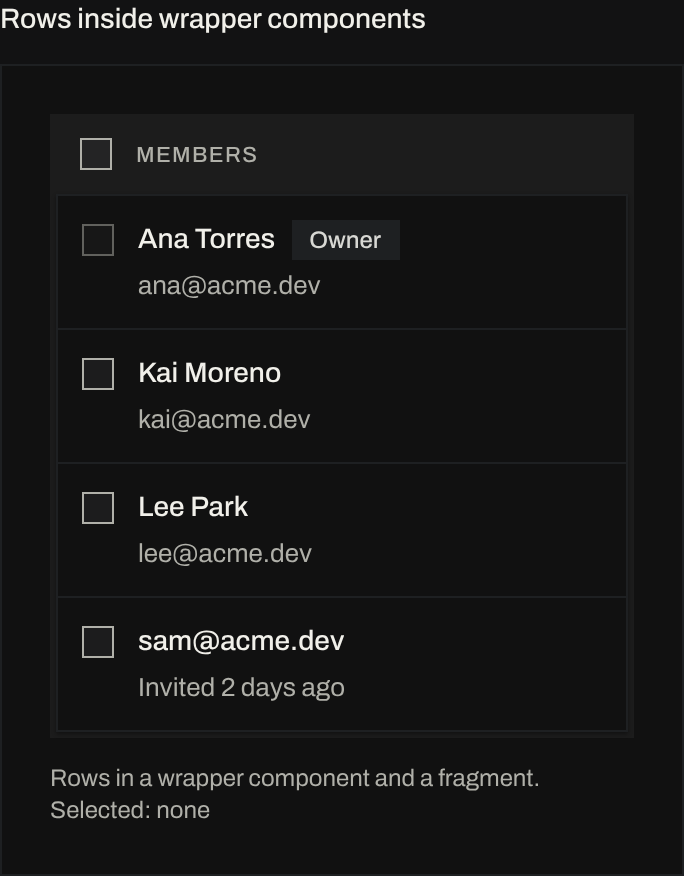 Rows inside wrapper components
MEMBERS
Ana Torres Owner
ana@acme.dev
Kai Moreno
kai@acme.dev
Lee Park
lee@acme.dev
sam@acme.dev
Invited 2 days ago
Rows in a wrapper component and a fragment.
Selected: none